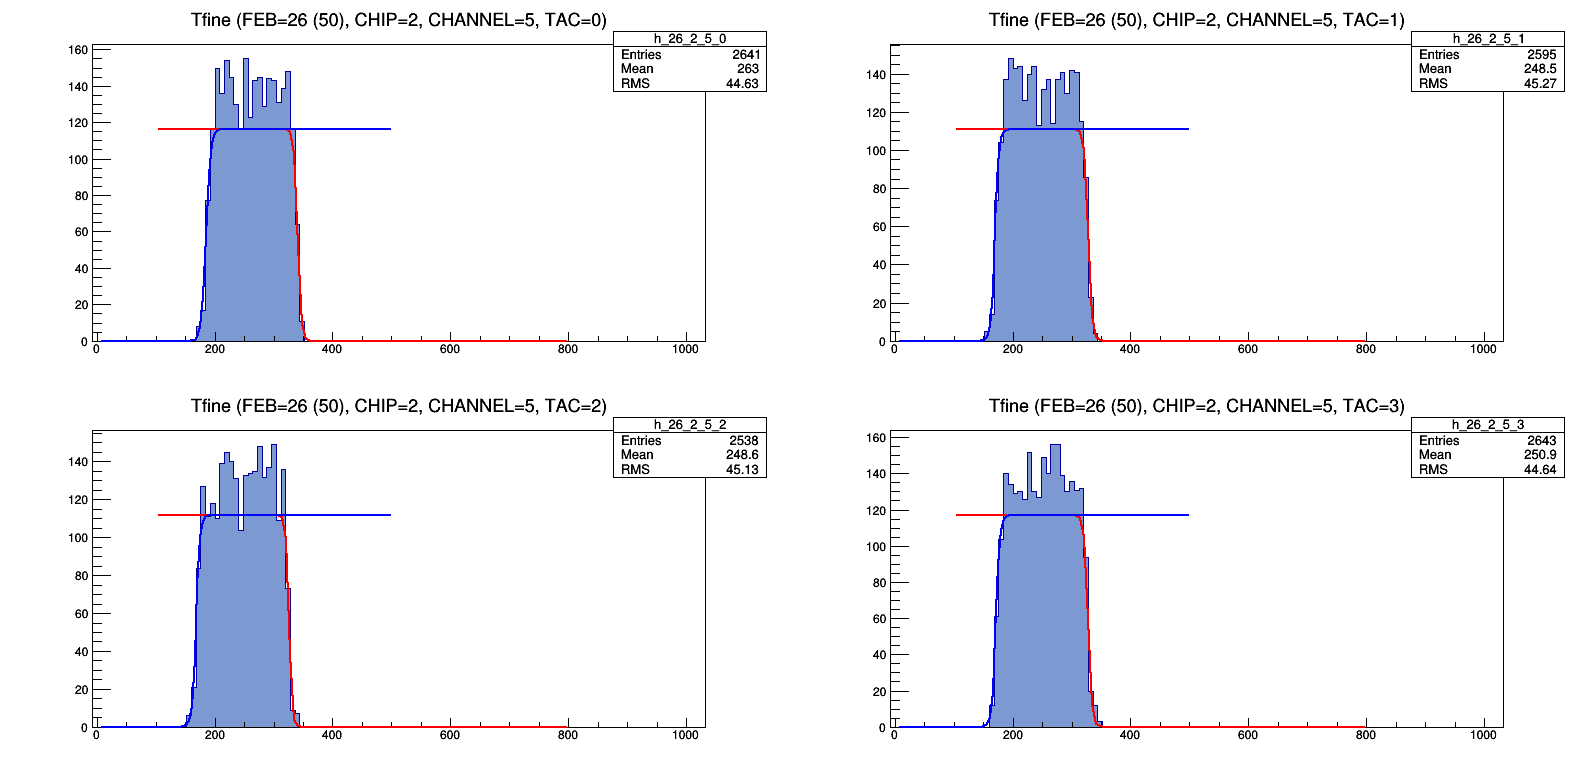 Tfine (FEB=26 (50), CHIP=2, CHANNEL=5, TAC=0)
h_26_2_5_0
Entries 2641
Mean 263
RMS 44.63
160
140
120
100
80
60
40
20
0
0 200 400 600 800 1000
Tfine (FEB=26 (50), CHIP=2, CHANNEL=5, TAC=1)
h_26_2_5_1
Entries 2595
Mean 248.5
RMS 45.27
140
120
100
80
60
40
20
0
0 200 400 600 800 1000
Tfine (FEB=26 (50), CHIP=2, CHANNEL=5, TAC=2)
h_26_2_5_2
Entries 2538
Mean 248.6
RMS 45.13
140
120
100
80
60
40
20
0
0 200 400 600 800 1000
Tfine (FEB=26 (50), CHIP=2, CHANNEL=5, TAC=3)
h_26_2_5_3
Entries 2643
Mean 250.9
RMS 44.64
160
140
120
100
80
60
40
20
0
0 200 400 600 800 1000